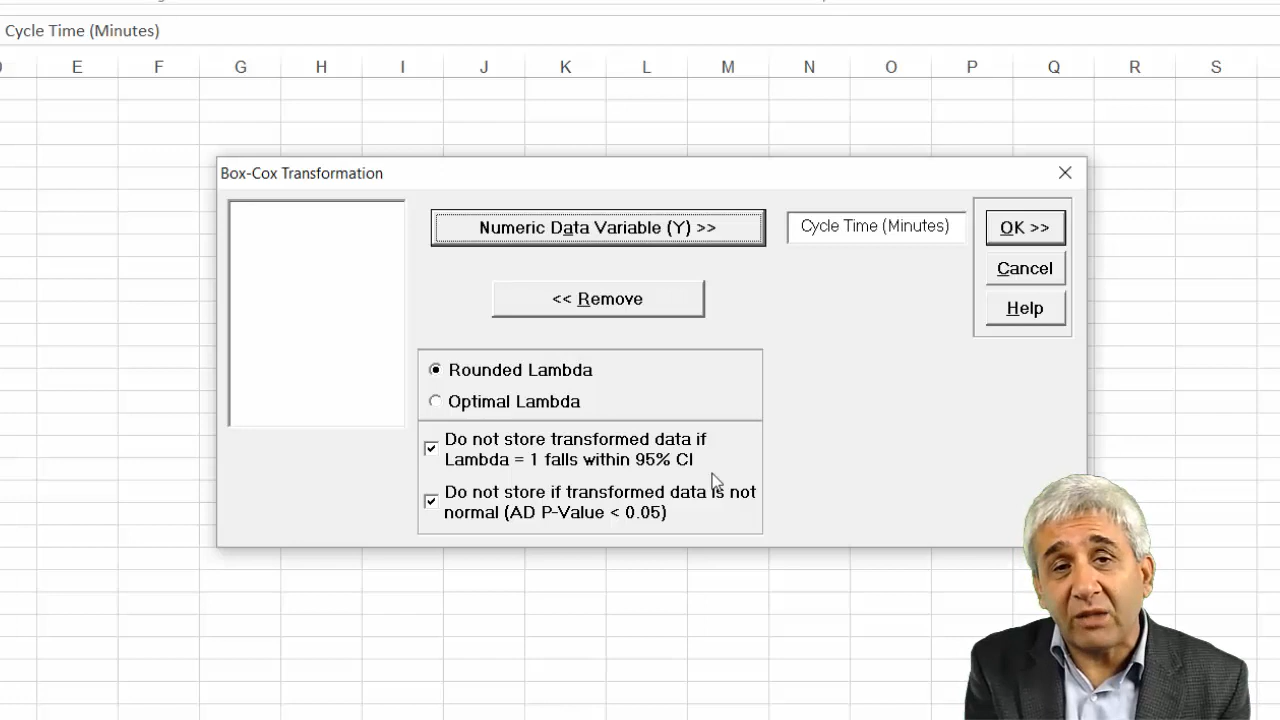 Cycle Time (Minutes)
E F G H I J K L M N O P Q R S
Box-Cox Transformation
Numeric Data Variable (Y) >>
Cycle Time (Minutes)
OK >>
Cancel
<< Remove
Help
Rounded Lambda
Optimal Lambda
Do not store transformed data if
Lambda = 1 falls within 95% CI
Do not store if transformed data is not
normal (AD P-Value < 0.05)